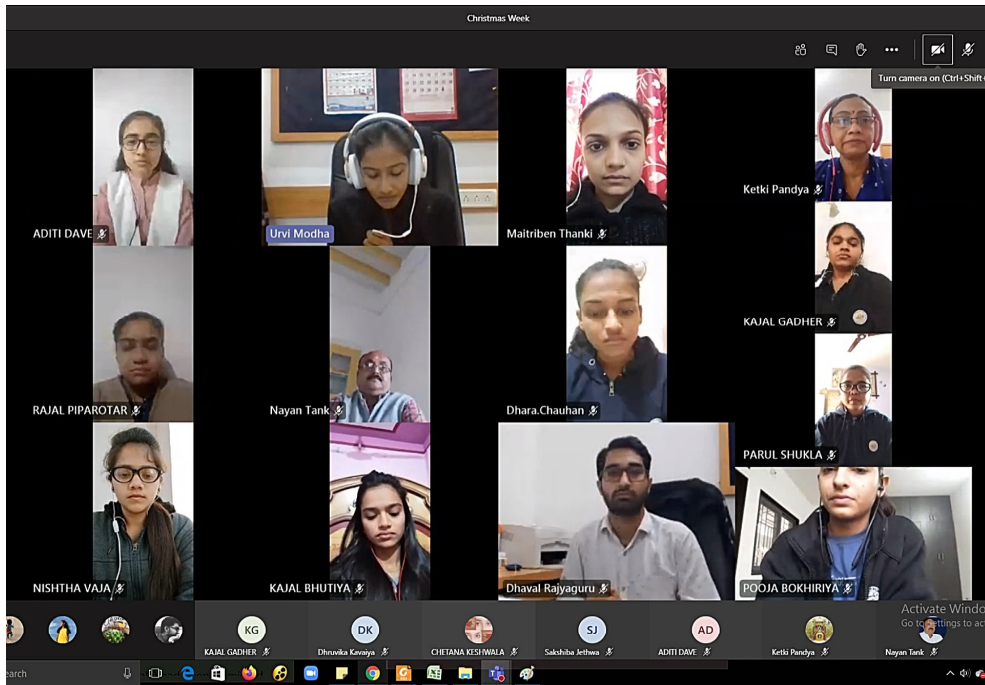 Christmas Week
Turn camera on (Ctrl+Shift+
ADITI DAVE
Urvi Modha
Maitriben Thanki
Ketki Pandya
KAJAL GADHER
RAJAL PIPAROTAR
Nayan Tank
Dhara.Chauhan
PARUL SHUKLA
NISHTHA VAJA
KAJAL BHUTIYA
Dhaval Rajyaguru
POOJA BOKHIRIYA
Activate Windo
Go to Settings to act
KG
DK
SJ
AD
KAJAL GADHER
Dhruvika Kavaiya
CHETANA KESHWALA
Sakshiba Jethwa
ADITI DAVE
Ketki Pandya
Nayan Tank
earch